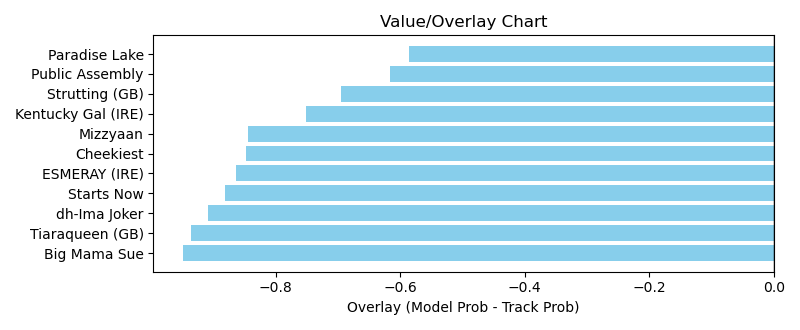 Value/Overlay Chart
Paradise Lake
Public Assembly
Strutting (GB)
Kentucky Gal (IRE)
Mizzyaan
Cheekiest
ESMERAY (IRE)
Starts Now
dh-Ima Joker
Tiaraqueen (GB)
Big Mama Sue
−0.8 −0.6 −0.4 −0.2 0.0
Overlay (Model Prob - Track Prob)